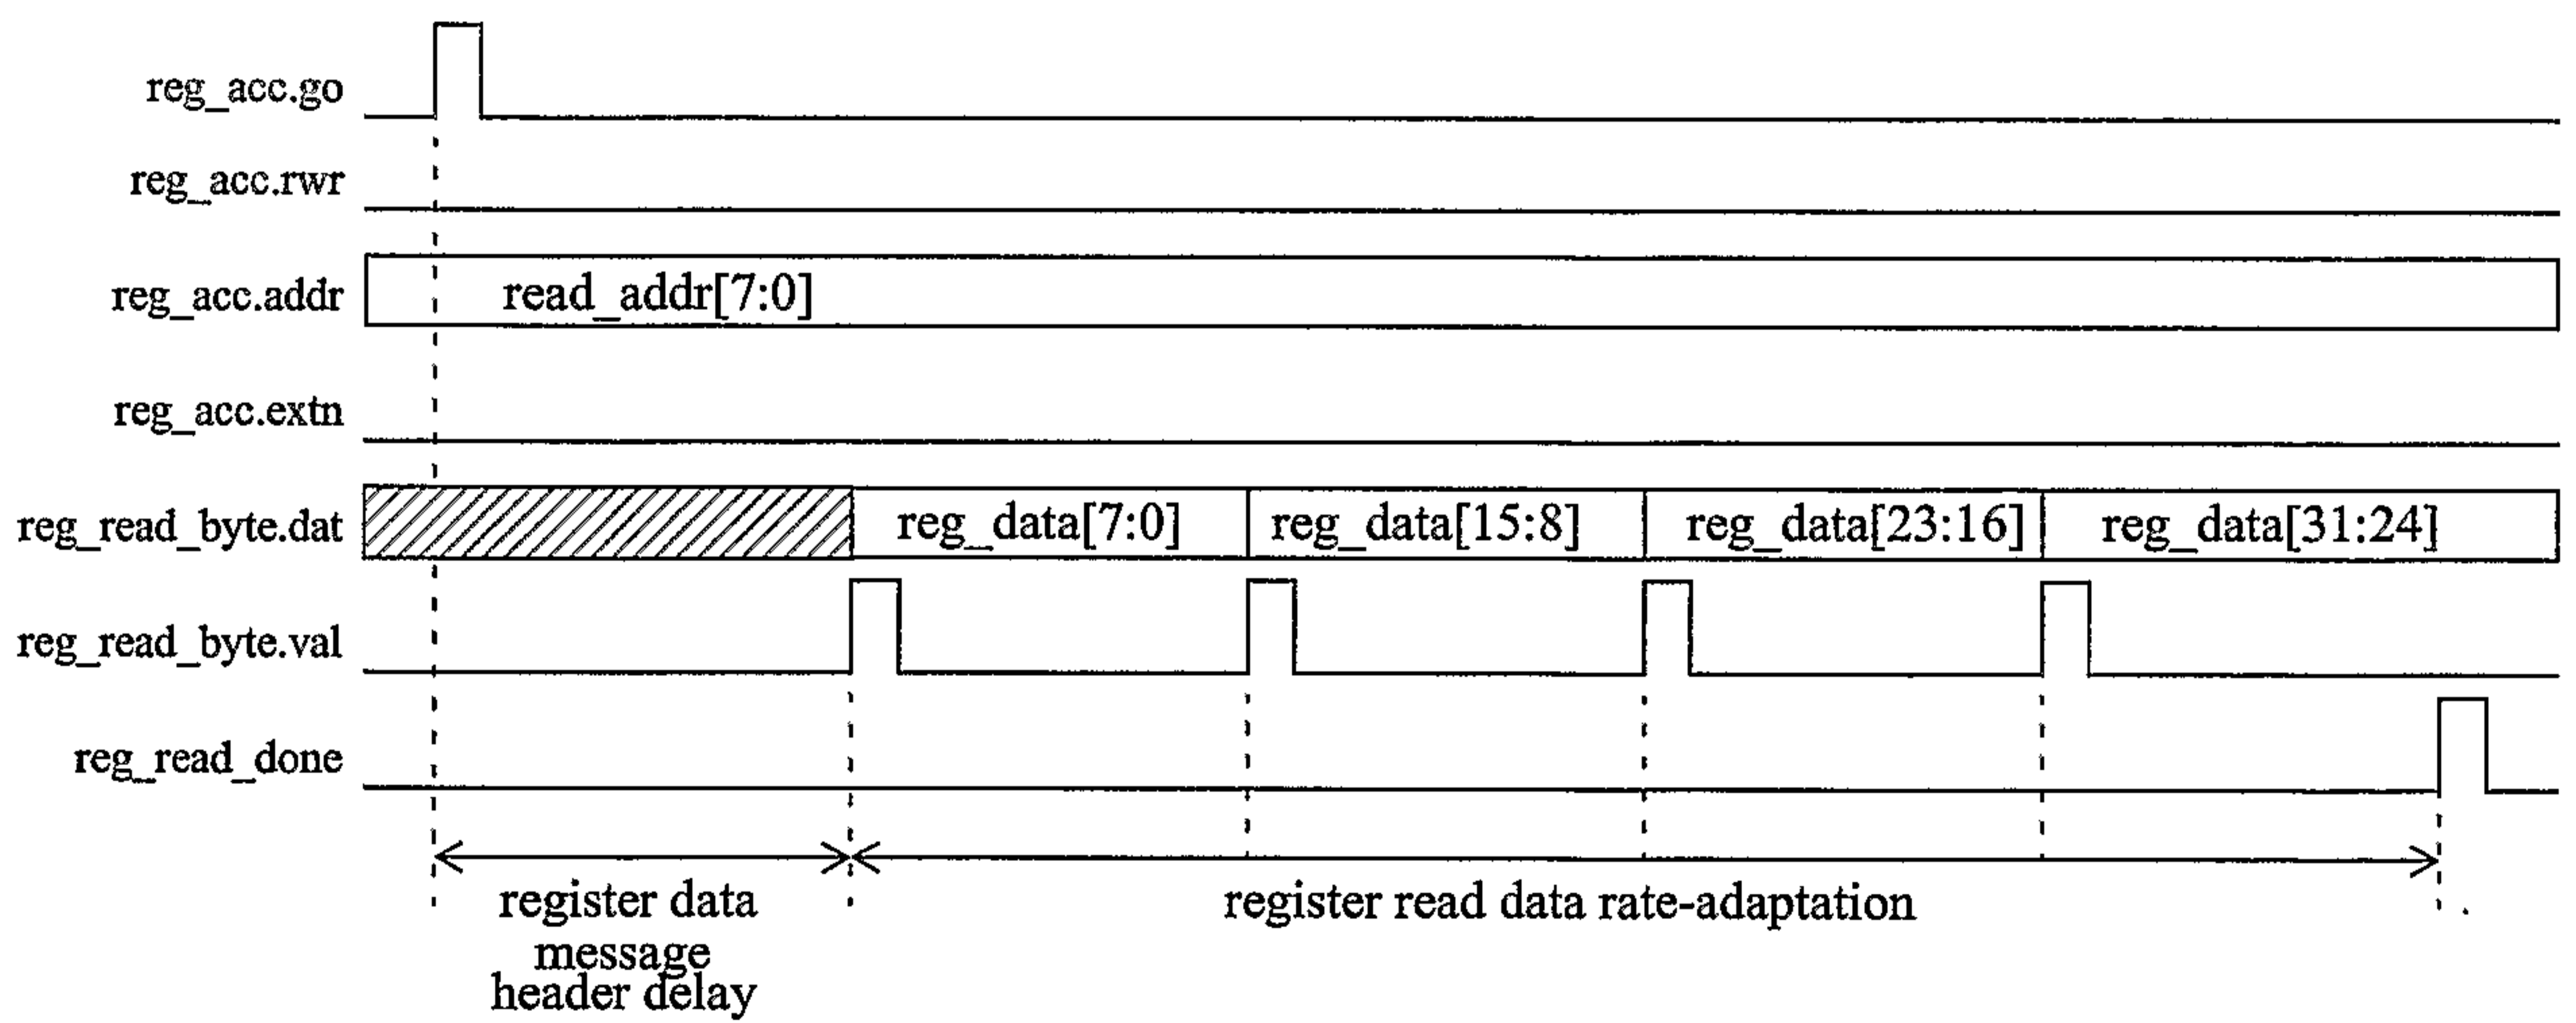 reg_acc.go
reg_acc.rwr
reg_acc.addr
read_addr[7:0]
reg_acc.extn
reg_read_byte.dat
reg_data[7:0]
reg_data[15:8]
reg_data[23:16]
reg_data[31:24]
reg_read_byte.val
reg_read_done
register data
message
header delay
register read data rate-adaptation